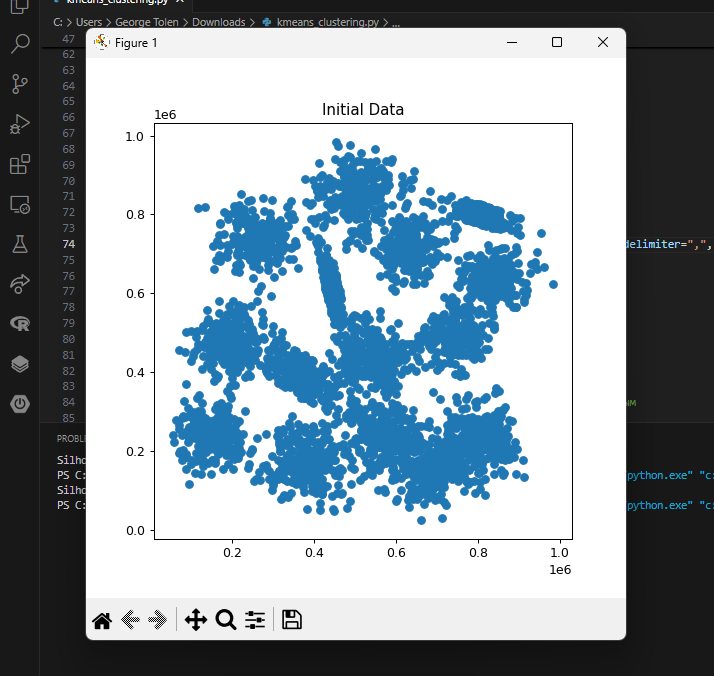 kmeans_clustering.py
C: > Users > George Tolen > Downloads > kmeans_clustering.py > ...
47
62
63
64
65
66
67
68
69
70
71
72
73
74 delimiter=",",
75
76
77
78
79
80
81
82
83
84
85
Figure 1
Initial Data
1e6
1.0
0.8
0.6
0.4
0.2
0.0
0.2 0.4 0.6 0.8 1.0
1e6
PROBLE
Silho
PS C: python.exe" "c:
Silho
PS C: python.exe" "c: